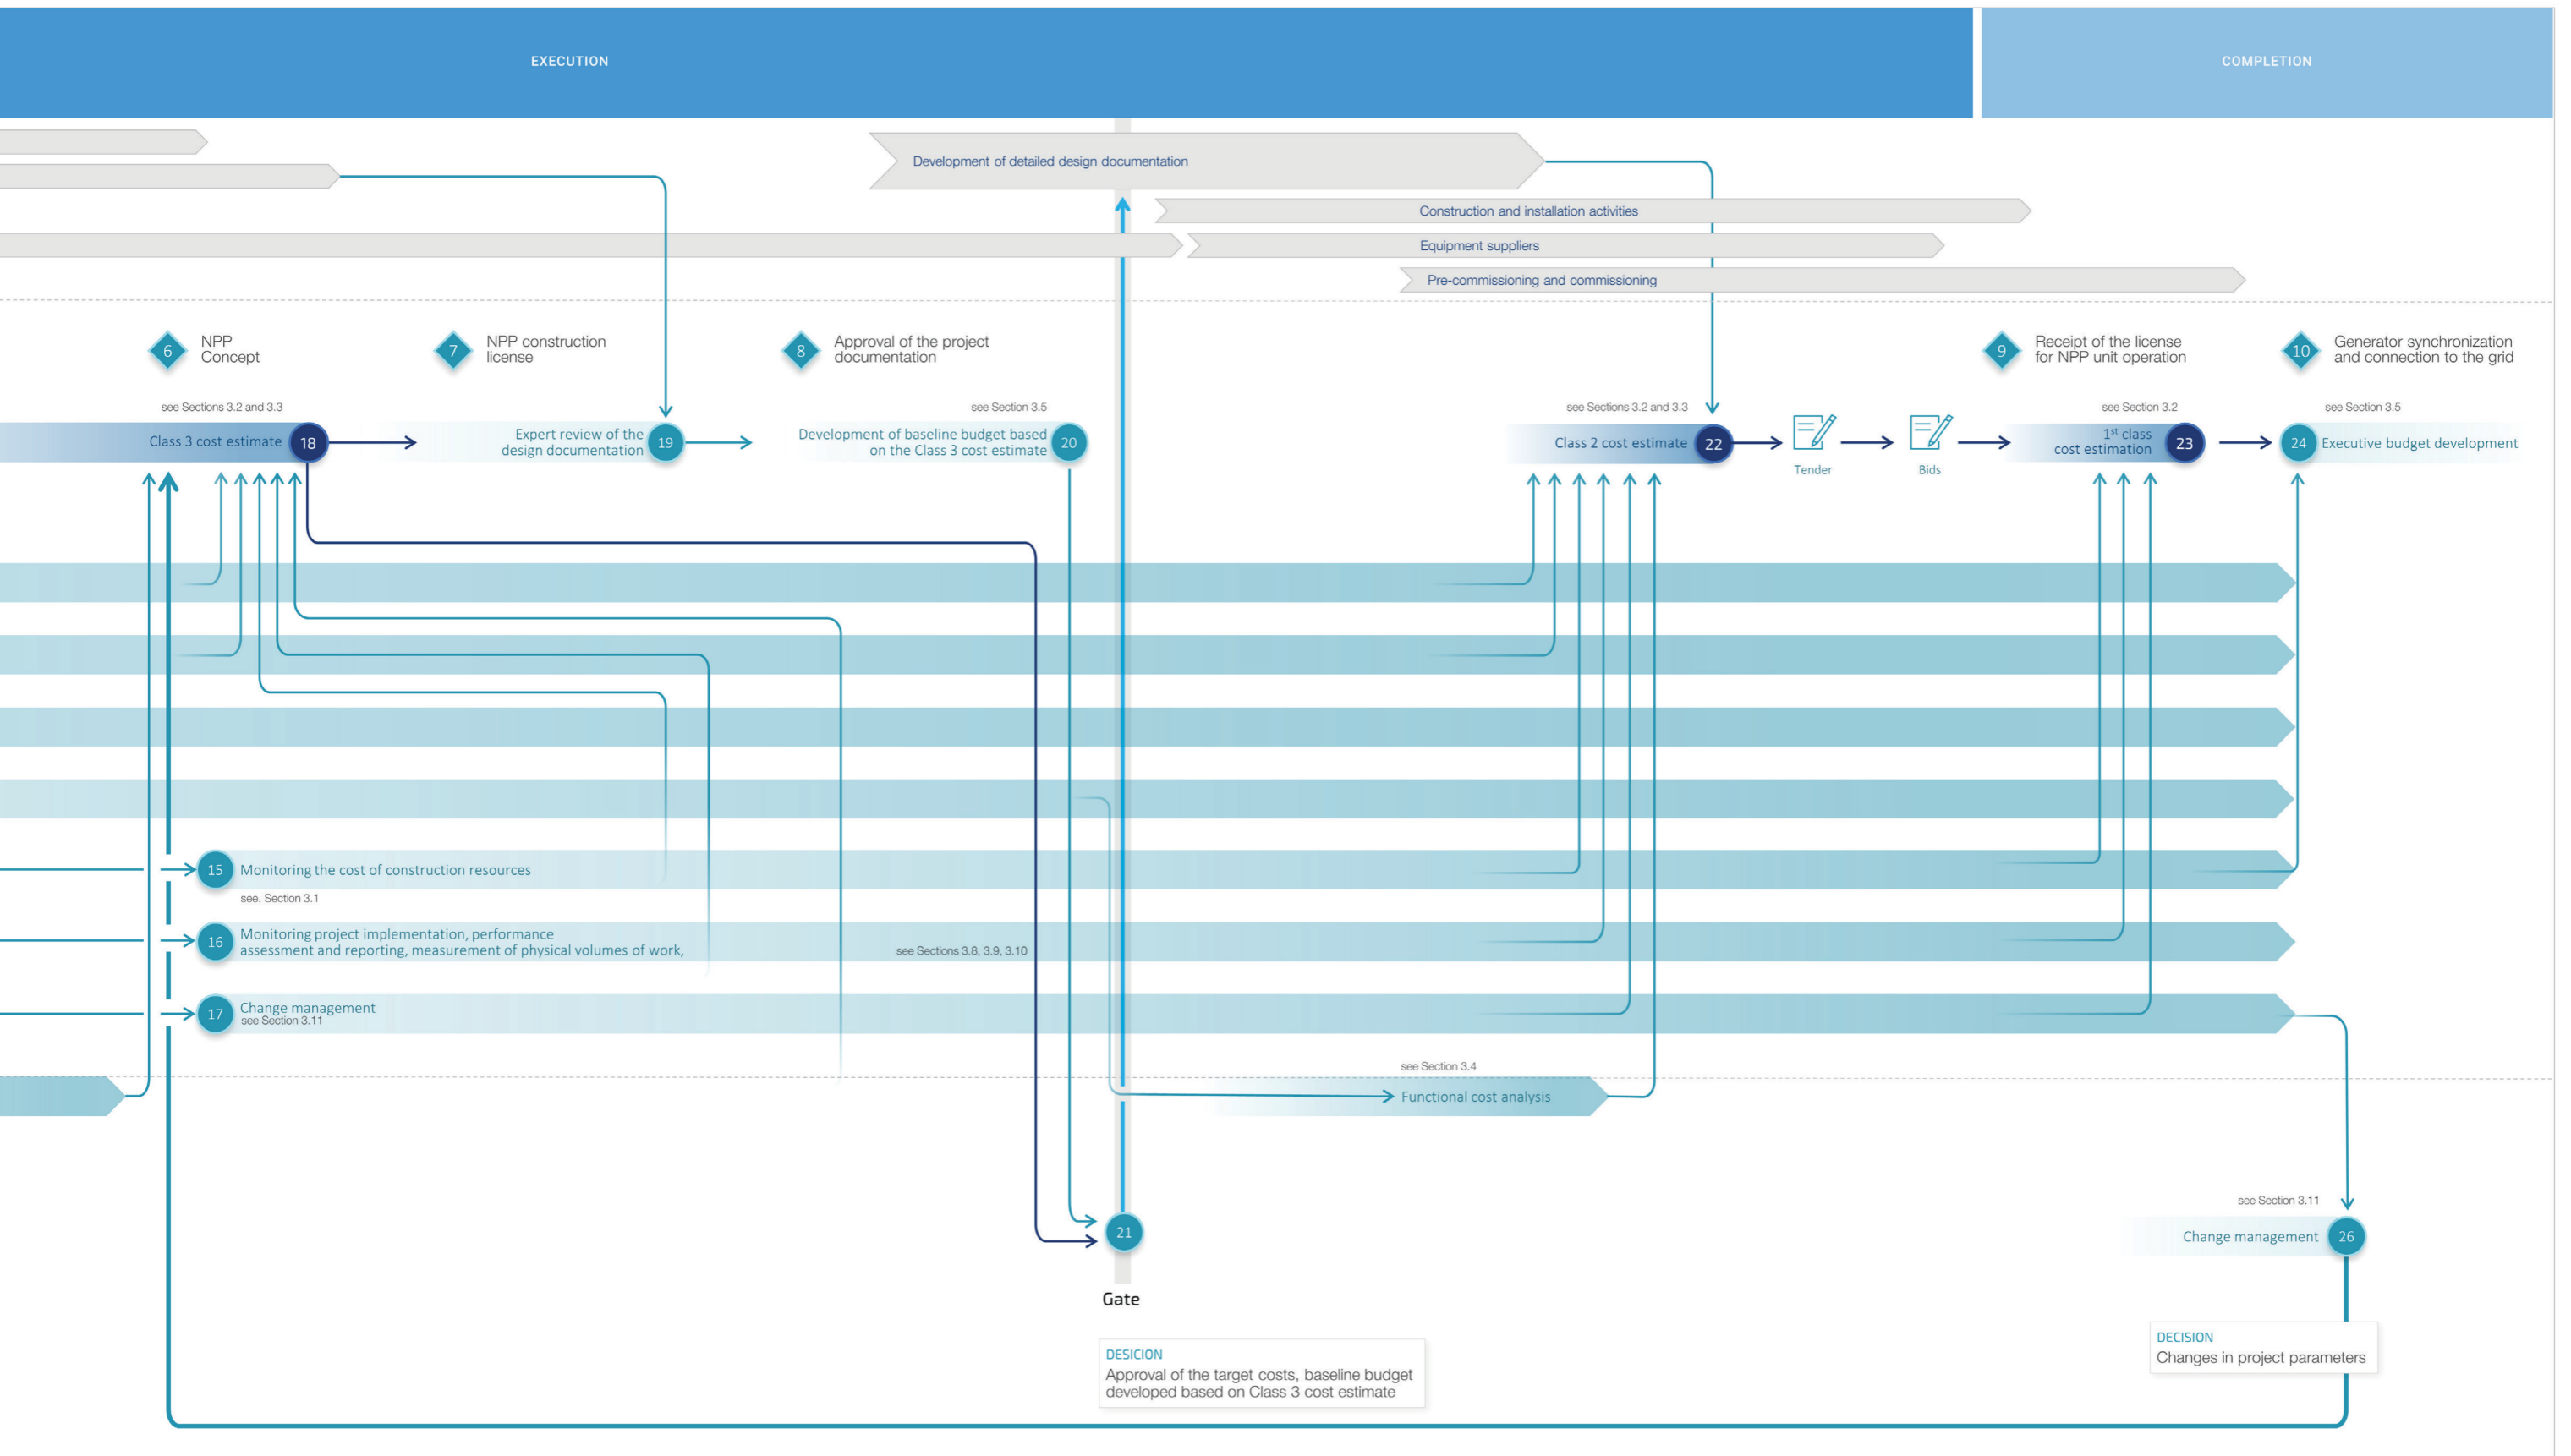 EXECUTION
COMPLETION
Development of detailed design documentation
Construction and installation activities
Equipment suppliers
Pre-commissioning and commissioning
6
NPP
Concept
7
NPP construction
license
8
Approval of the project
documentation
9
Receipt of the license
for NPP unit operation
10
Generator synchronization
and connection to the grid
see Sections 3.2 and 3.3
Class 3 cost estimate
18
Expert review of the
design documentation
19
see Section 3.5
Development of baseline budget based
on the Class 3 cost estimate
20
see Sections 3.2 and 3.3
Class 2 cost estimate
22
Tender
Bids
see Section 3.2
1st class
cost estimation
23
see Section 3.5
24
Executive budget development
15
Monitoring the cost of construction resources
see. Section 3.1
16
Monitoring project implementation, performance
assessment and reporting, measurement of physical volumes of work,
see Sections 3.8, 3.9, 3.10
17
Change management
see Section 3.11
see Section 3.4
Functional cost analysis
21
Gate
see Section 3.11
Change management
26
DESICION
Approval of the target costs, baseline budget
developed based on Class 3 cost estimate
DECISION
Changes in project parameters